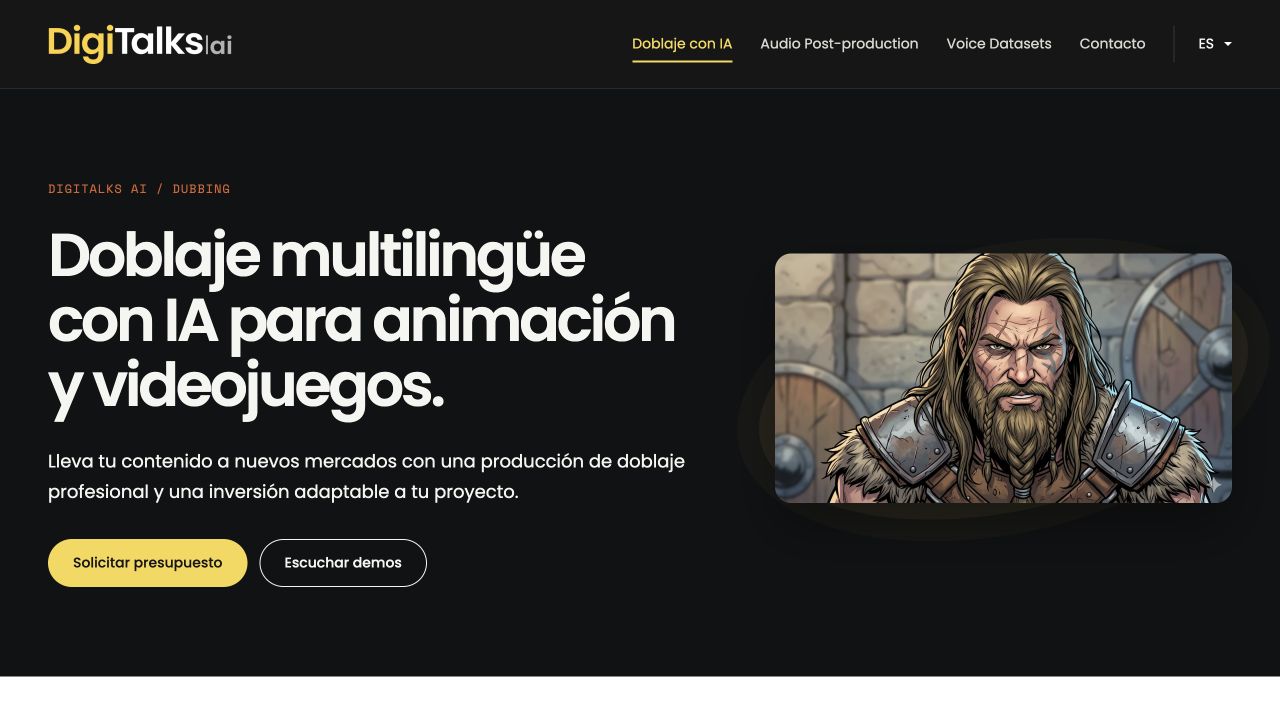 DigiTalks|ai
Doblaje con IA
Audio Post-production
Voice Datasets
Contacto
ES
DIGITALKS AI / DUBBING
Doblaje multilingüe
con IA para animación
y videojuegos.
Lleva tu contenido a nuevos mercados con una producción de doblaje
profesional y una inversión adaptable a tu proyecto.
Solicitar presupuesto
Escuchar demos